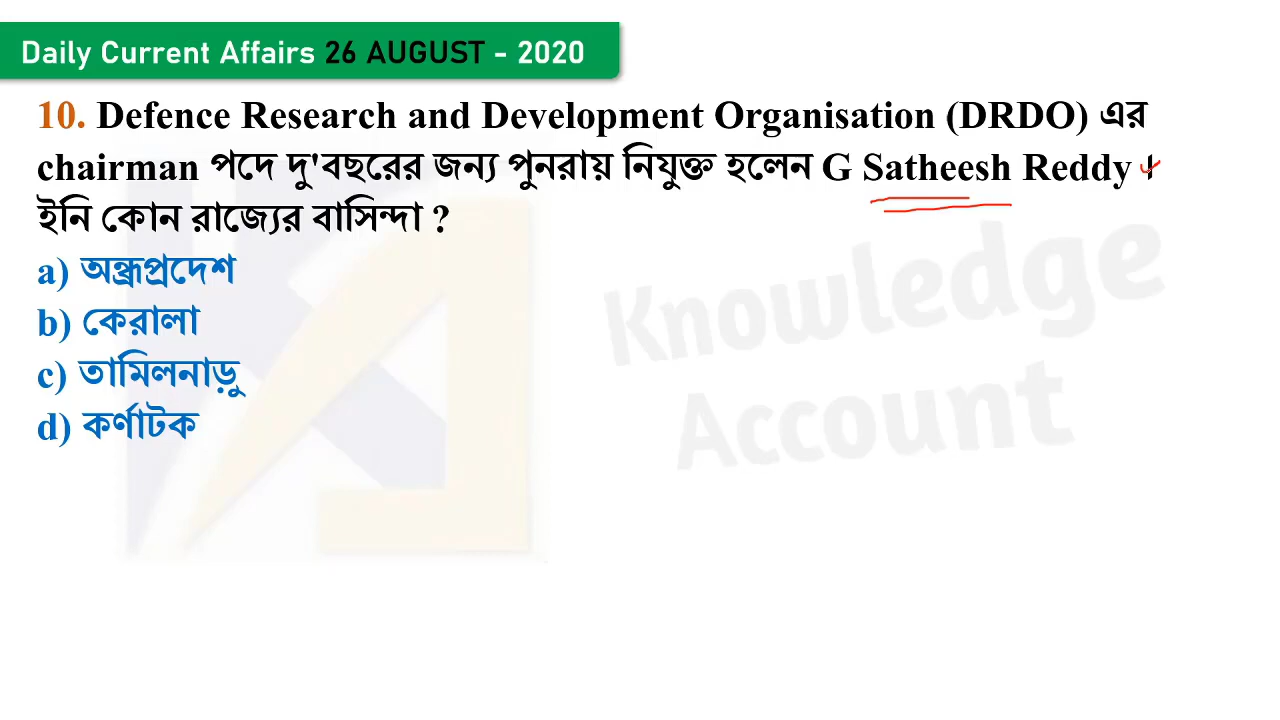 Daily Current Affairs 26 AUGUST - 2020
10. Defence Research and Development Organisation (DRDO) এর
chairman পদে দু'বছরের জন্য পুনরায় নিযুক্ত হলেন G Satheesh Reddy ।
ইনি কোন রাজ্যের বাসিন্দা ?
a) অন্ধ্রপ্রদেশ
b) কেরালা
c) তামিলনাড়ু
d) কর্ণাটক
Knowledge
Account